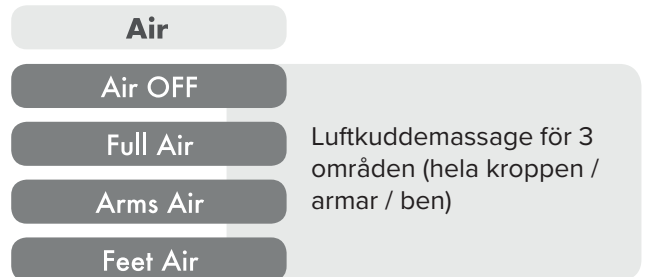 Air
Air OFF
Full Air
Arms Air
Feet Air
Luftkuddemassage för 3
områden (hela kroppen /
armar / ben)